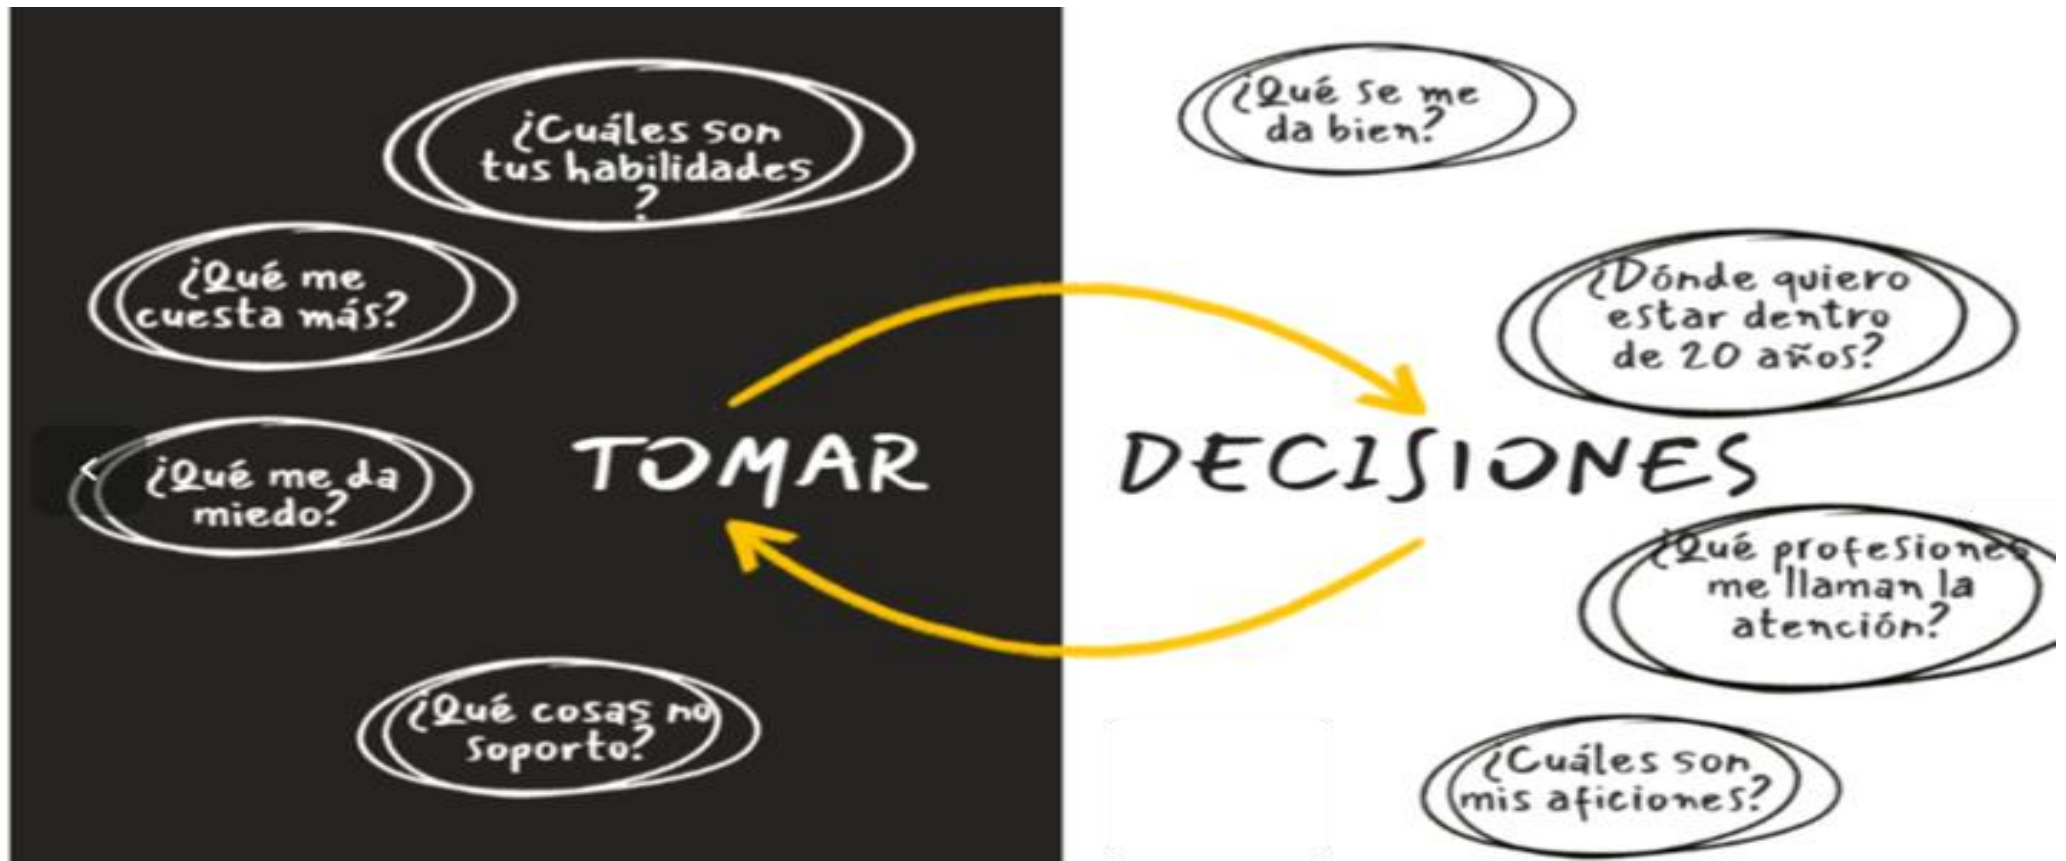 ¿Cuáles son
tus habilidades
?
¿Qué me
cuesta más?
¿Qué me da
miedo?
¿Qué cosas no
soporto?
TOMAR DECISIONES
¿Qué se me
da bien?
¿Dónde quiero
estar dentro
de 20 años?
¿Qué profesiones
me llaman la
atención?
¿Cuáles son
mis aficiones?